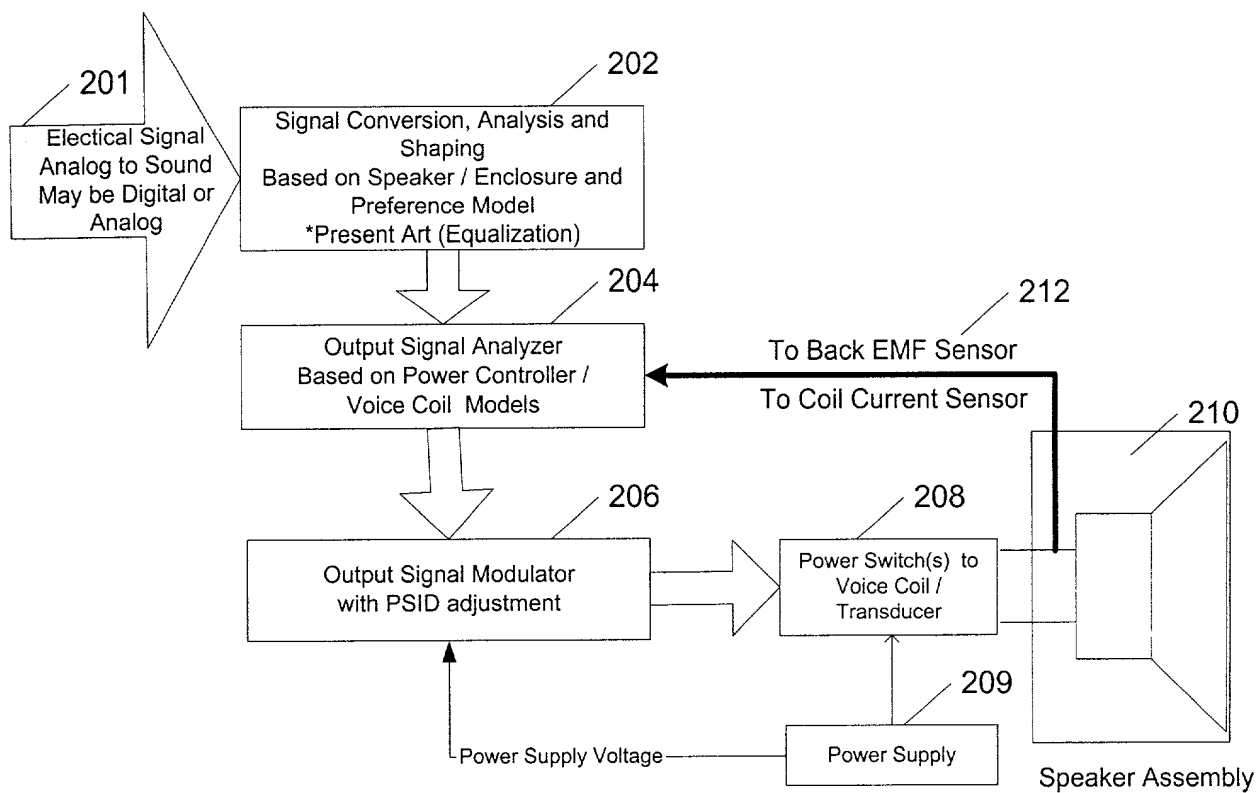 201
Electical Signal
Analog to Sound
May be Digital or
Analog
202
Signal Conversion, Analysis and
Shaping
Based on Speaker / Enclosure and
Preference Model
*Present Art (Equalization)
204
Output Signal Analyzer
Based on Power Controller /
Voice Coil Models
212
To Back EMF Sensor
To Coil Current Sensor
210
206
Output Signal Modulator
with PSID adjustment
208
Power Switch(s) to
Voice Coil /
Transducer
209
Power Supply Voltage
Power Supply
Speaker Assembly